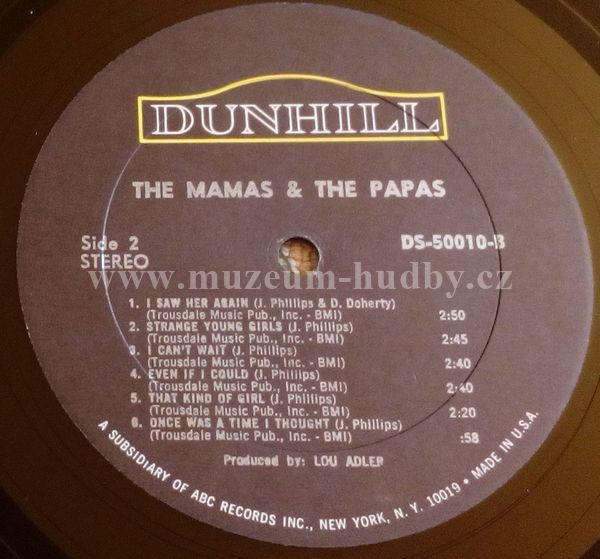 DUNHILL
THE MAMAS & THE PAPAS
Side 2 DS-50010-B
STEREO
www.muzeum-hudby.cz
1. I SAW HER AGAIN (J. Phillips & D. Doherty)
(Trousdale Music Pub., Inc. - BMI) 2:50
2. STRANGE YOUNG GIRLS (J. Phillips)
(Trousdale Music Pub., Inc. - BMI) 2:45
3. I CAN'T WAIT (J. Phillips)
(Trousdale Music Pub., Inc. - BMI) 2:40
4. EVEN IF I COULD (J. Phillips)
(Trousdale Music Pub., Inc. - BMI) 2:40
5. THAT KIND OF GIRL (J. Phillips)
(Trousdale Music Pub., Inc. - BMI) 2:20
6. ONCE WAS A TIME I THOUGHT (J. Phillips)
(Trousdale Music Pub., Inc. - BMI) :58
Produced by: LOU ADLER
A SUBSIDIARY OF ABC RECORDS INC., NEW YORK, N. Y. 10019 • MADE IN U.S.A.